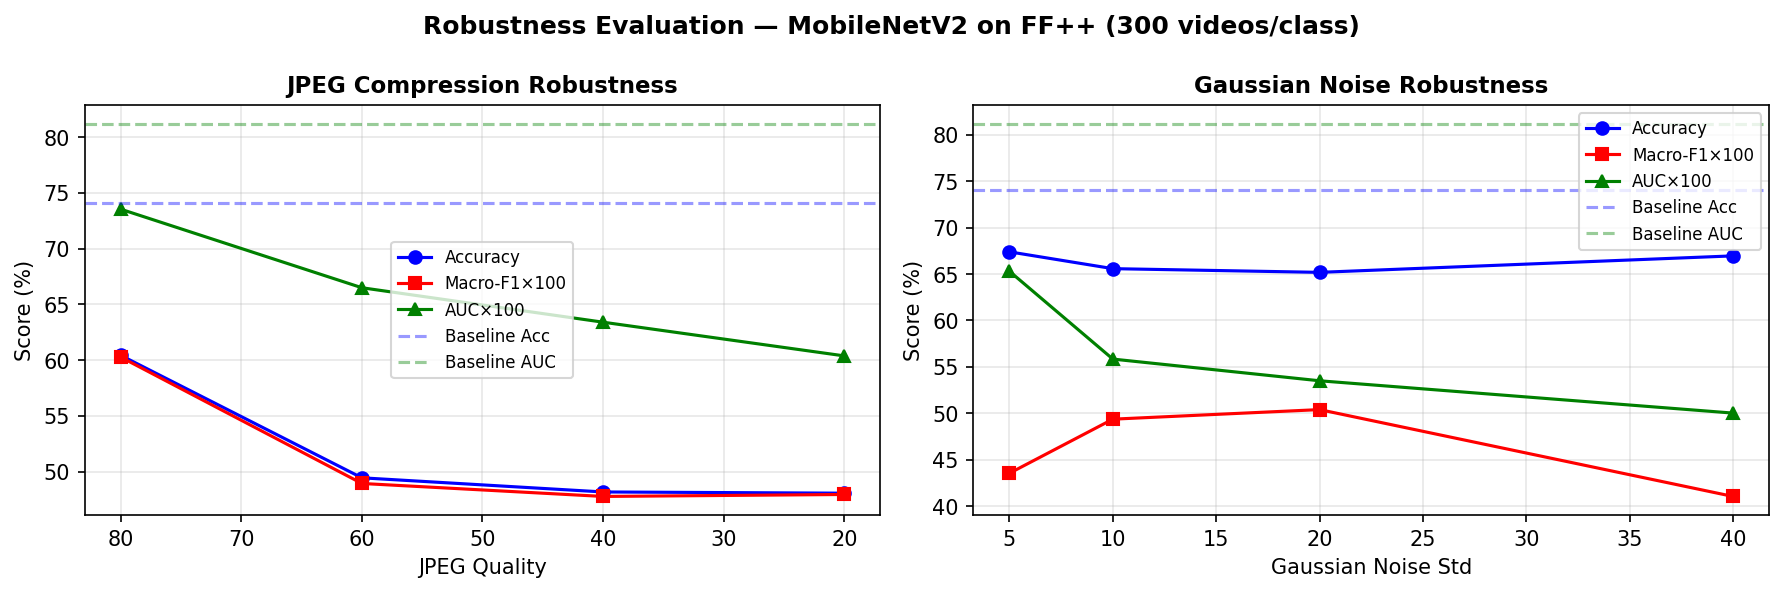 Robustness Evaluation — MobileNetV2 on FF++ (300 videos/class)
JPEG Compression Robustness
Score (%)
80
75
70
65
60
55
50
Accuracy
Macro-F1×100
AUC×100
Baseline Acc
Baseline AUC
80 70 60 50 40 30 20
JPEG Quality
Gaussian Noise Robustness
Score (%)
80
75
70
65
60
55
50
45
40
Accuracy
Macro-F1×100
AUC×100
Baseline Acc
Baseline AUC
5 10 15 20 25 30 35 40
Gaussian Noise Std